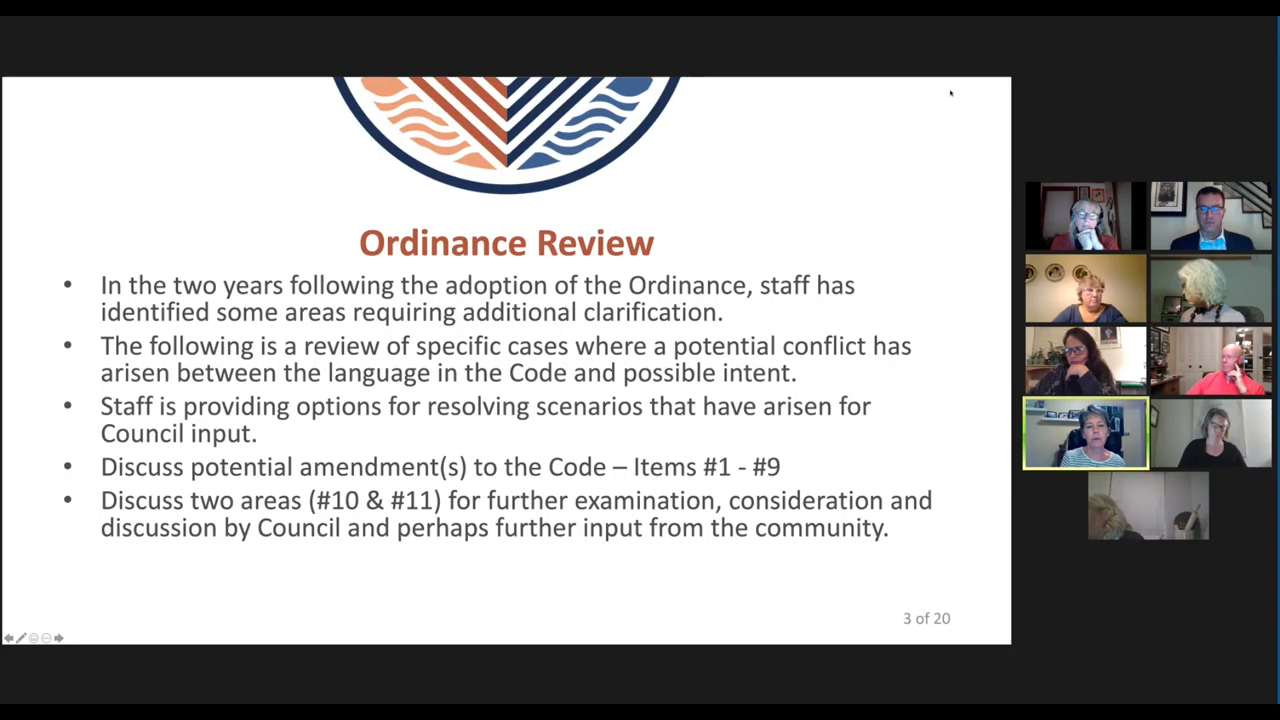 Ordinance Review
• In the two years following the adoption of the Ordinance, staff has
identified some areas requiring additional clarification.
• The following is a review of specific cases where a potential conflict has
arisen between the language in the Code and possible intent.
• Staff is providing options for resolving scenarios that have arisen for
Council input.
• Discuss potential amendment(s) to the Code – Items #1 - #9
• Discuss two areas (#10 & #11) for further examination, consideration and
discussion by Council and perhaps further input from the community.
3 of 20